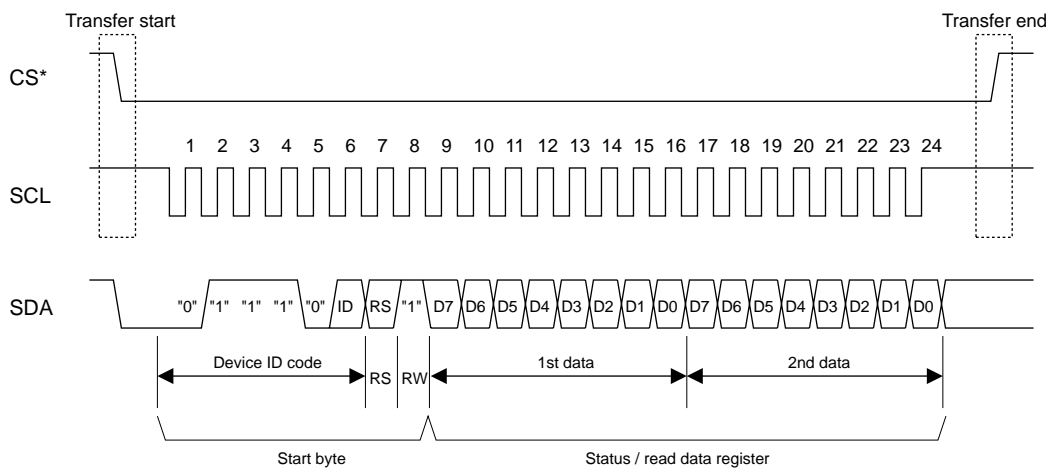 Transfer start Transfer end
CS*
1 2 3 4 5 6 7 8 9 10 11 12 13 14 15 16 17 18 19 20 21 22 23 24
SCL
SDA "0" "1" "1" "1" "0" ID RS "1" D7 D6 D5 D4 D3 D2 D1 D0 D7 D6 D5 D4 D3 D2 D1 D0
Device ID code RS RW 1st data 2nd data
Start byte Status / read data register